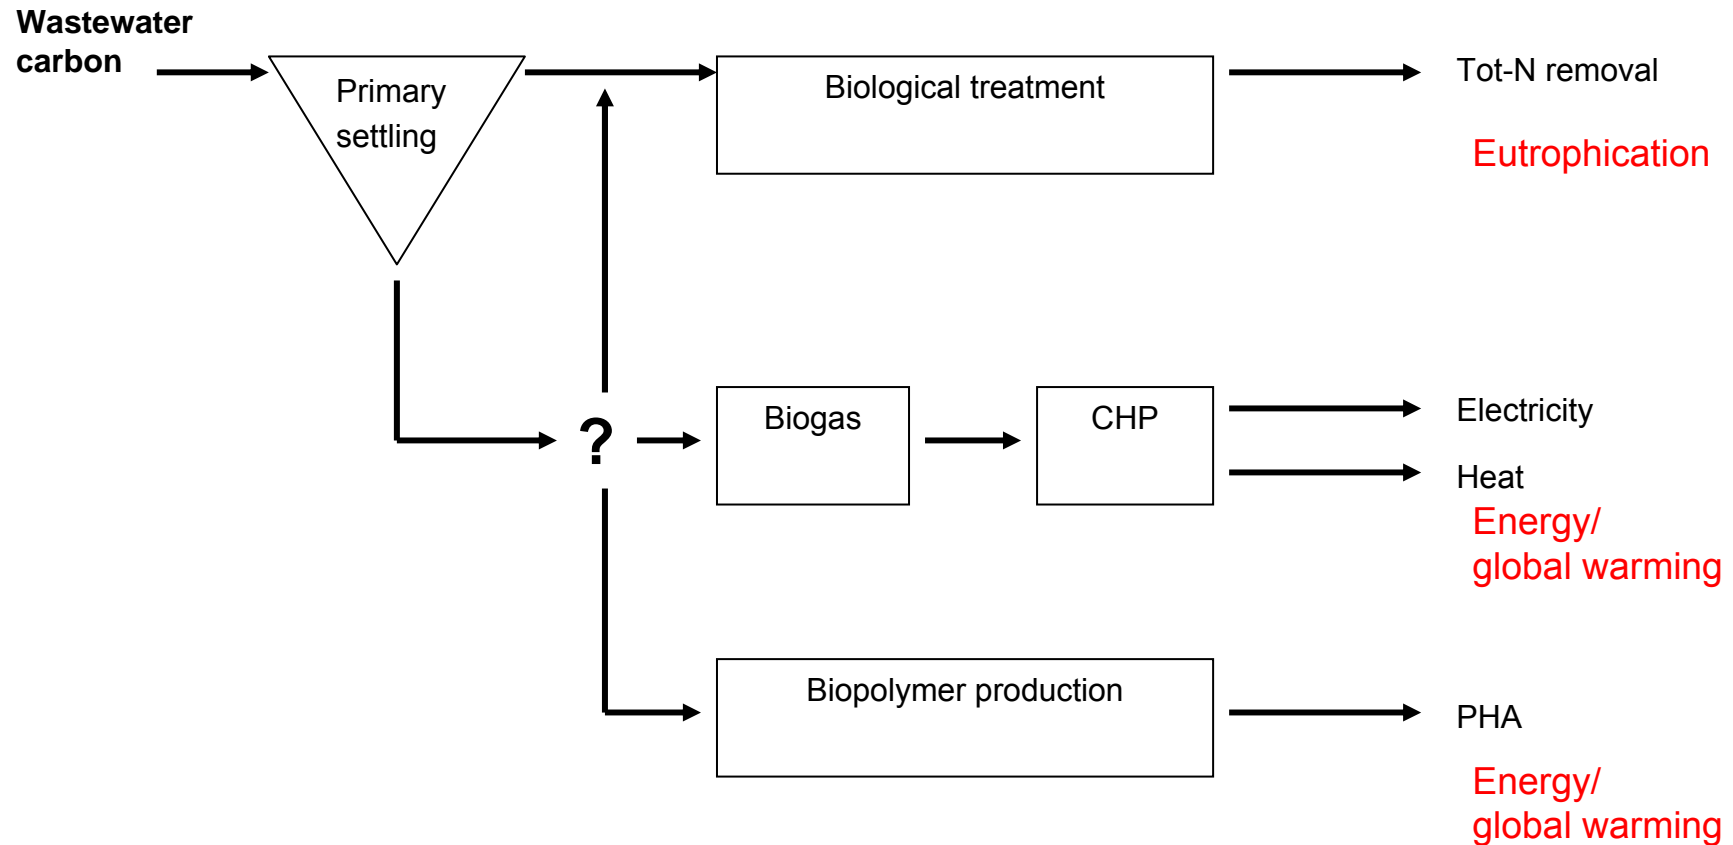 Wastewater
carbon
Primary
settling
Biological treatment
Tot-N removal
Eutrophication
?
Biogas
CHP
Electricity
Heat
Energy/
global warming
Biopolymer production
PHA
Energy/
global warming